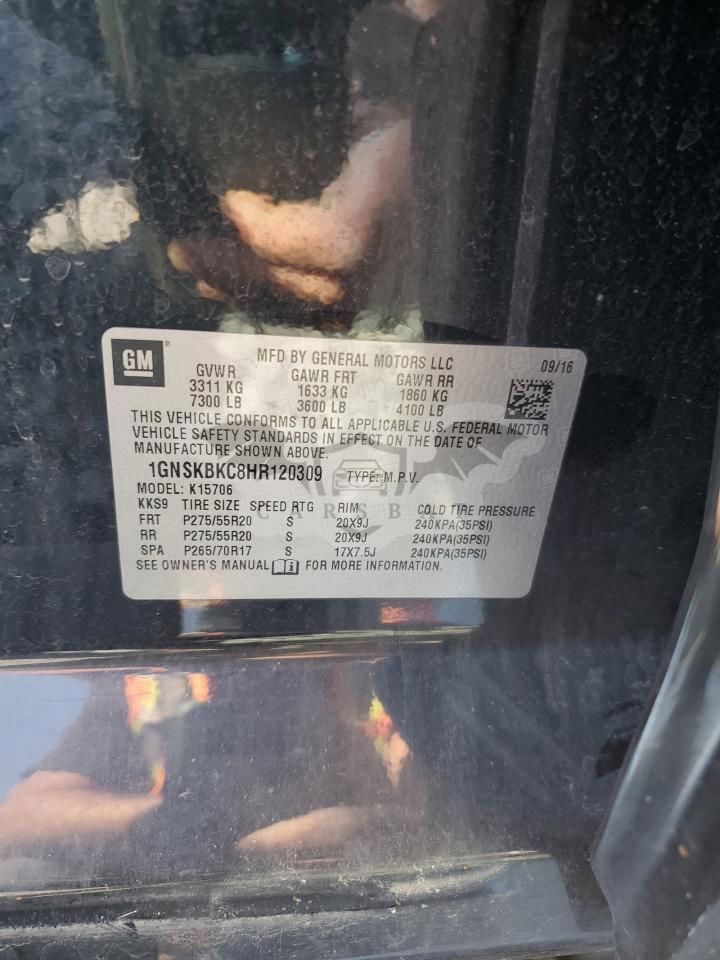 GM
MFD BY GENERAL MOTORS LLC 09/16
GVWR GAWR FRT GAWR RR
3311 KG 1633 KG 1860 KG
7300 LB 3600 LB 4100 LB
THIS VEHICLE CONFORMS TO ALL APPLICABLE U.S. FEDERAL MOTOR
VEHICLE SAFETY STANDARDS IN EFFECT ON THE DATE OF
MANUFACTURE SHOWN ABOVE.
1GNSKBKC8HR120309 TYPE: M.P.V.
MODEL: K15706
KKS9 TIRE SIZE SPEED RTG RIM COLD TIRE PRESSURE
FRT P275/55R20 S 20X9J 240KPA(35PSI)
RR P275/55R20 S 20X9J 240KPA(35PSI)
SPA P265/70R17 S 17X7.5J 240KPA(35PSI)
SEE OWNER'S MANUAL FOR MORE INFORMATION.